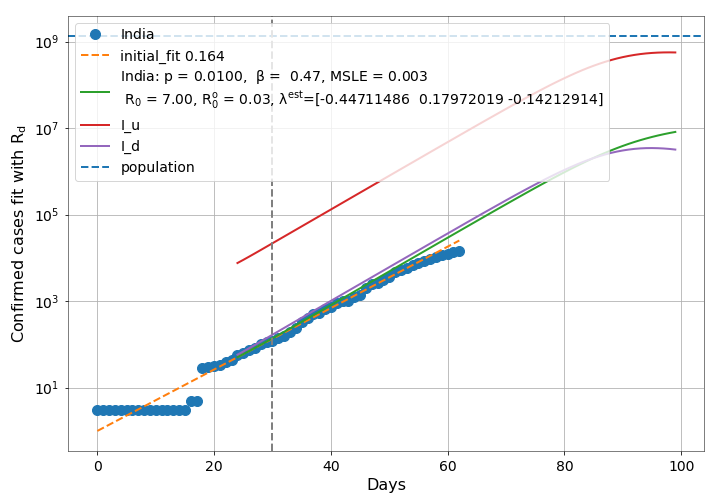 India
initial_fit 0.164
India: p = 0.0100,  β =  0.47, MSLE = 0.003
R₀ = 7.00, R₀ᵒ = 0.03, λᵉˢᵗ=[-0.44711486  0.17972019 -0.14212914]
I_u
I_d
population
Confirmed cases fit with R_d
10⁹
10⁷
10⁵
10³
10¹
0 20 40 60 80 100
Days